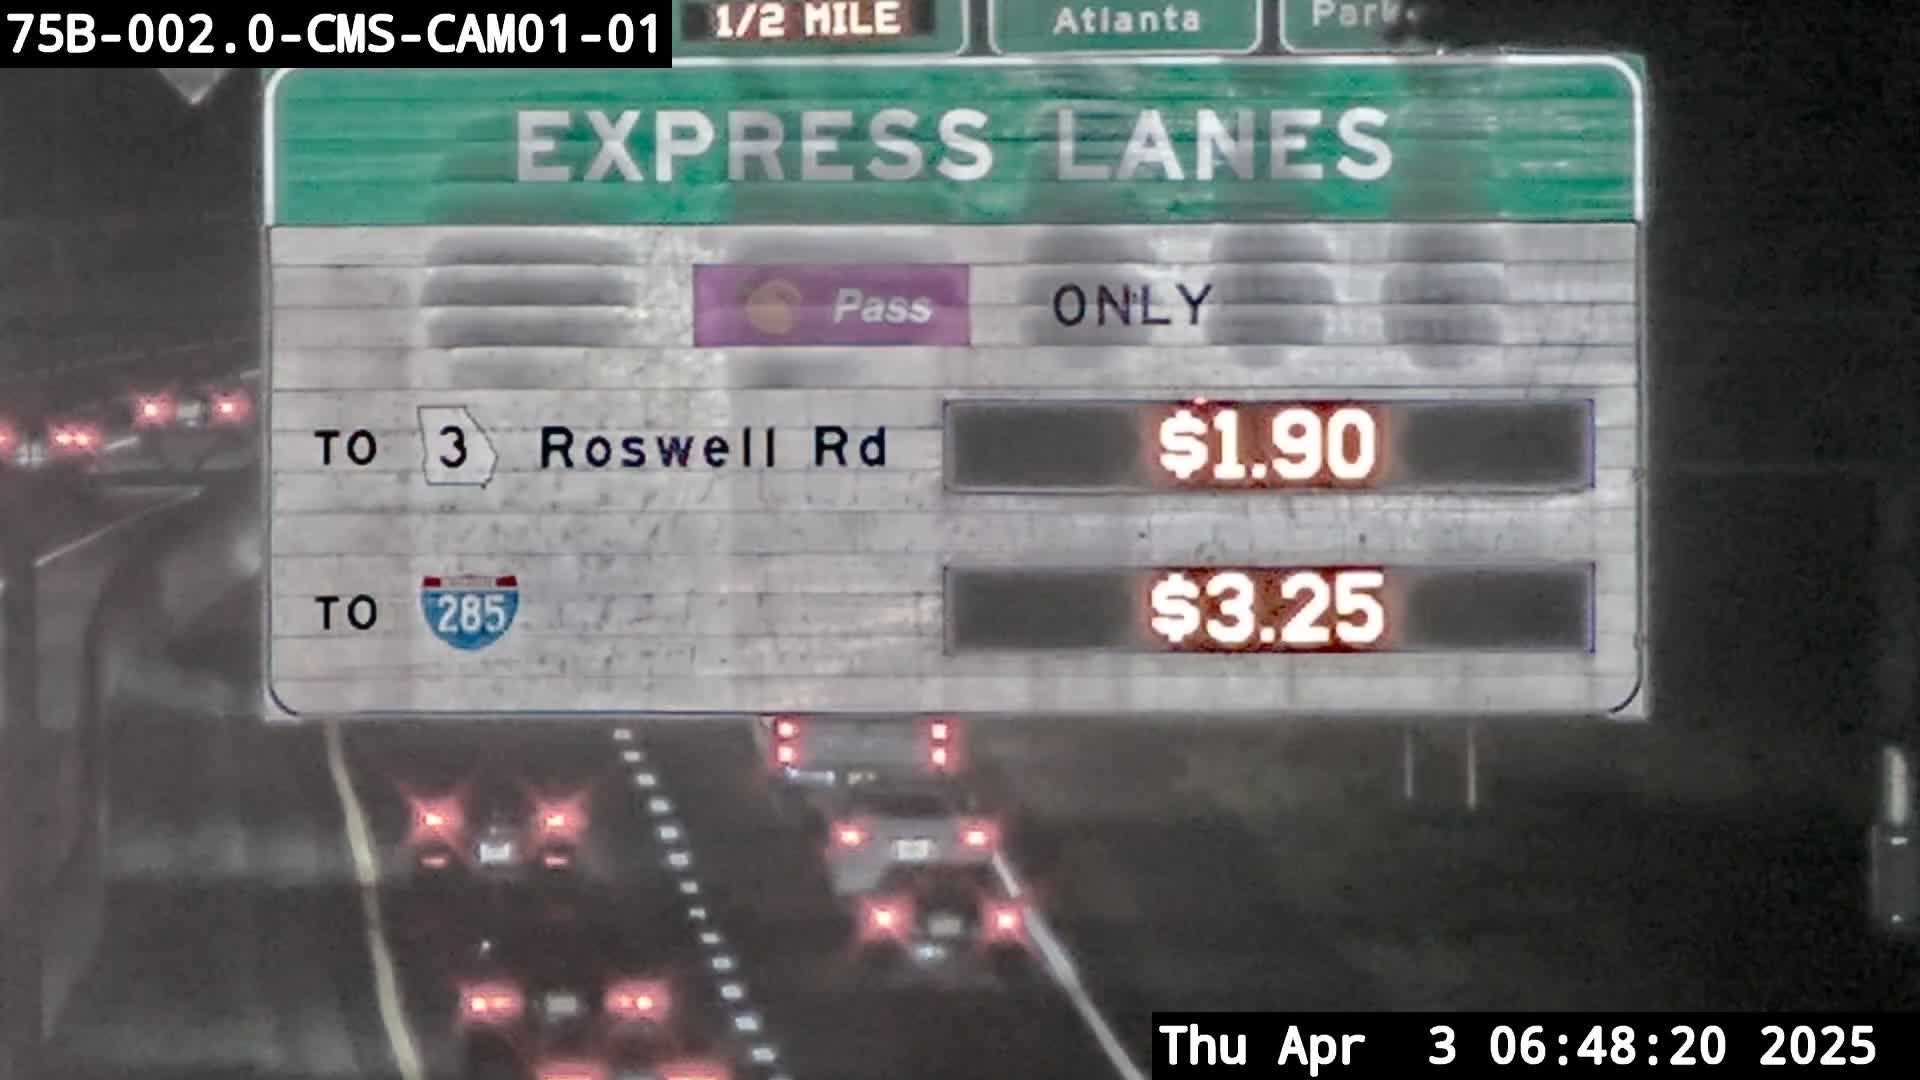 75B-002.0-CMS-CAM01-01
1/2 MILE
Atlanta
Park.
EXPRESS LANES
Pass ONLY
TO 3 Roswell Rd $1.90
TO 285 $3.25
Thu Apr 3 06:48:20 2025